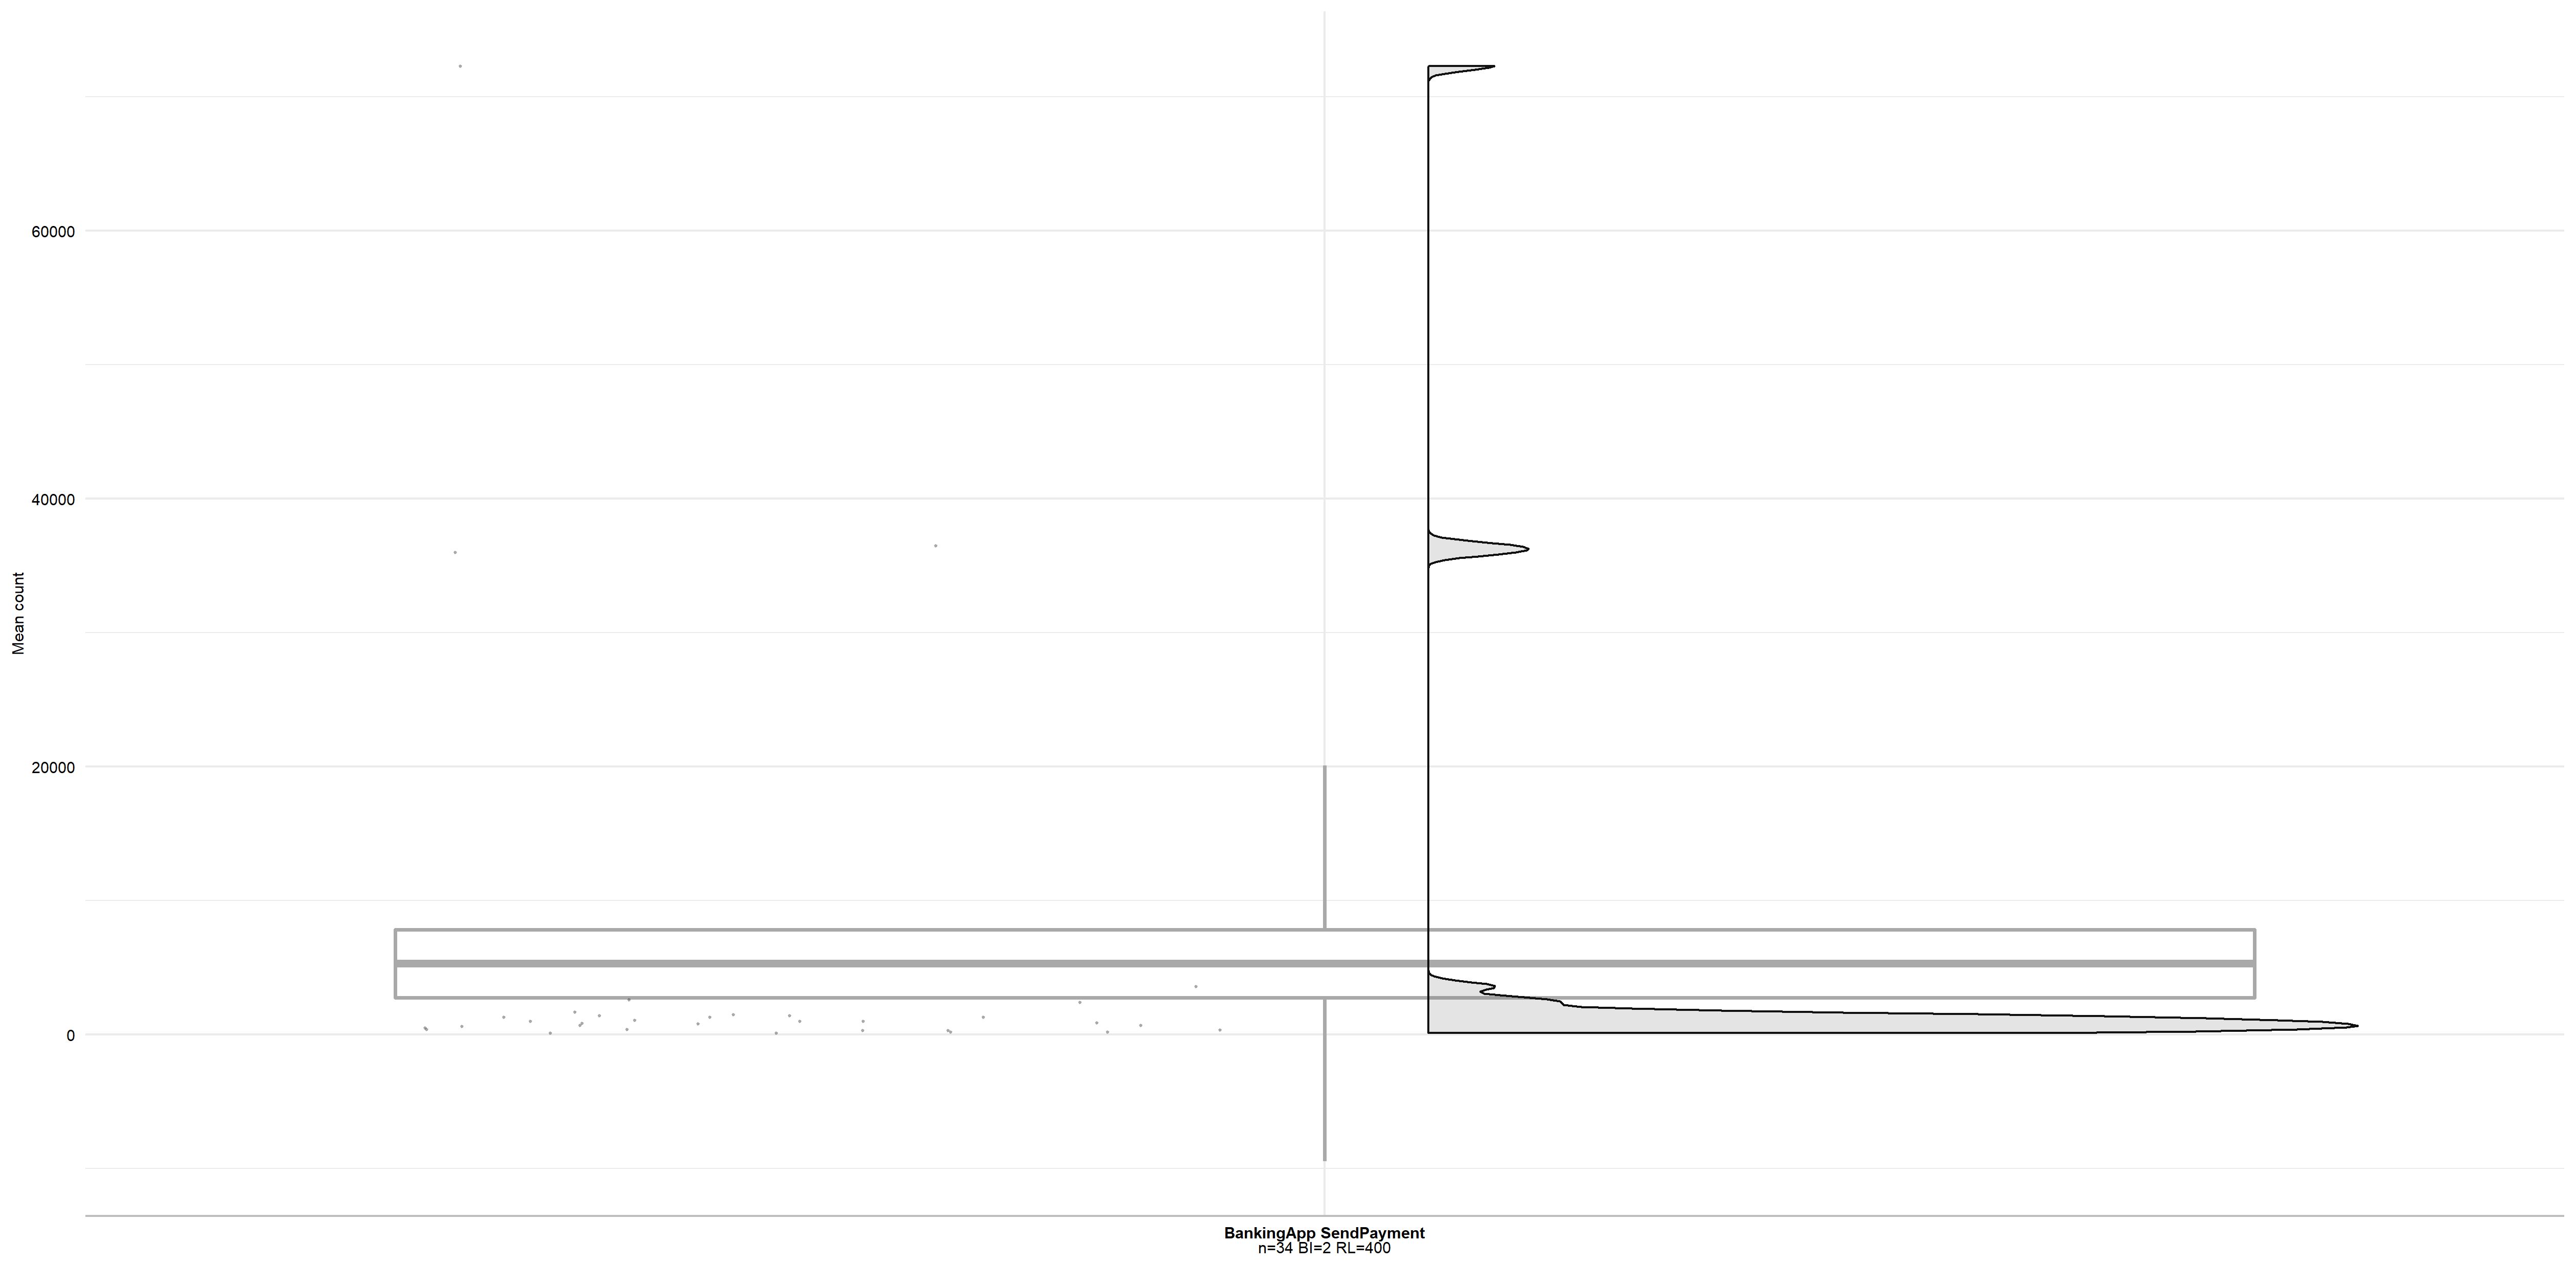 60000
40000
Mean count
20000
0
BankingApp SendPayment
n=34 BI=2 RL=400